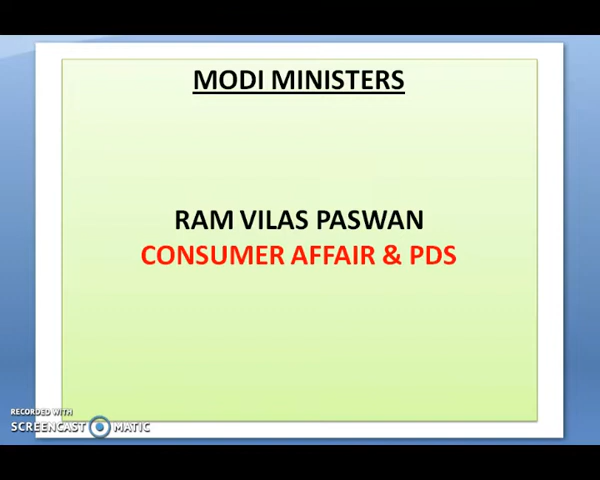 MODI MINISTERS
RAM VILAS PASWAN
CONSUMER AFFAIR & PDS
RECORDED WITH
SCREENCAST MATIC